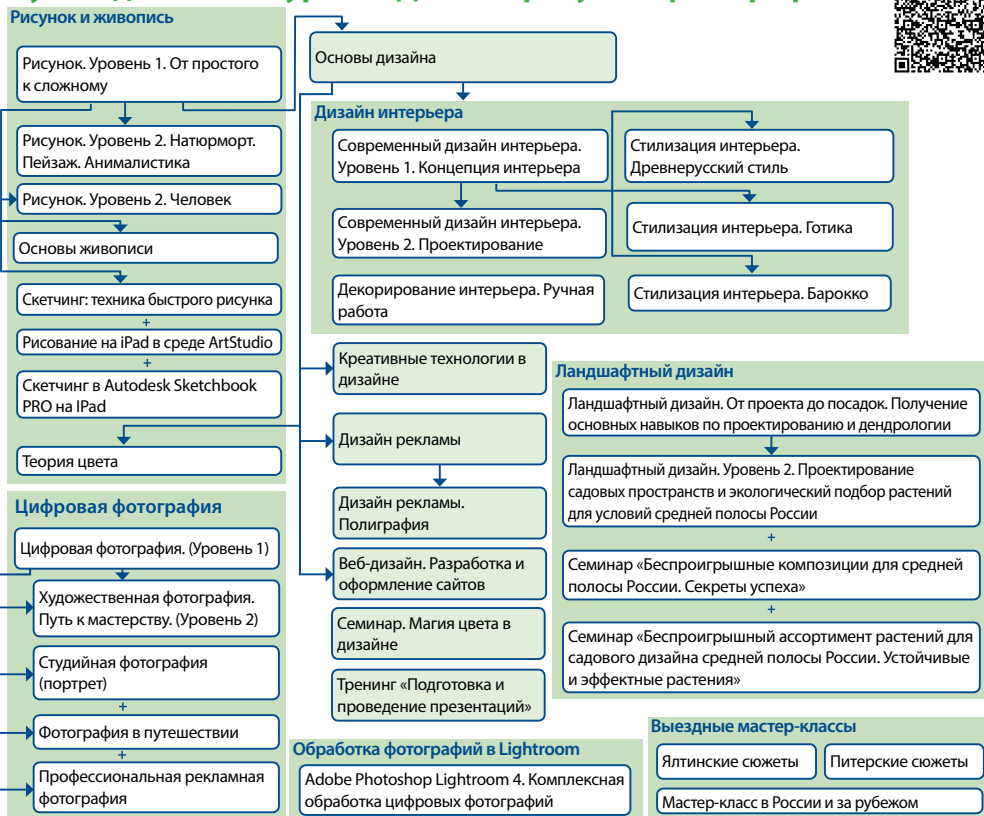 Рисунок и живопись
Рисунок. Уровень 1. От простого
к сложному
Рисунок. Уровень 2. Натюрморт.
Пейзаж. Анималистика
Рисунок. Уровень 2. Человек
Основы живописи
Скетчинг: техника быстрого рисунка
+
Рисование на iPad в среде ArtStudio
+
Скетчинг в Autodesk Sketchbook
PRO на IPad
Теория цвета
Цифровая фотография
Цифровая фотография. (Уровень 1)
Художественная фотография.
Путь к мастерству. (Уровень 2)
Студийная фотография
(портрет)
+
Фотография в путешествии
+
Профессиональная рекламная
фотография
Основы дизайна
Дизайн интерьера
Современный дизайн интерьера.
Уровень 1. Концепция интерьера
Современный дизайн интерьера.
Уровень 2. Проектирование
Декорирование интерьера. Ручная
работа
Стилизация интерьера.
Древнерусский стиль
Стилизация интерьера. Готика
Стилизация интерьера. Барокко
Креативные технологии в
дизайне
Дизайн рекламы
Дизайн рекламы.
Полиграфия
Веб-дизайн. Разработка и
оформление сайтов
Семинар. Магия цвета в
дизайне
Тренинг «Подготовка и
проведение презентаций»
Ландшафтный дизайн
Ландшафтный дизайн. От проекта до посадок. Получение
основных навыков по проектированию и дендрологии
Ландшафтный дизайн. Уровень 2. Проектирование
садовых пространств и экологический подбор растений
для условий средней полосы России
+
Семинар «Беспроигрышные композиции для средней
полосы России. Секреты успеха»
+
Семинар «Беспроигрышный ассортимент растений для
садового дизайна средней полосы России. Устойчивые
и эффектные растения»
Обработка фотографий в Lightroom
Adobe Photoshop Lightroom 4. Комплексная
обработка цифровых фотографий
Выездные мастер-классы
Ялтинские сюжеты
Питерские сюжеты
Мастер-класс в России и за рубежом